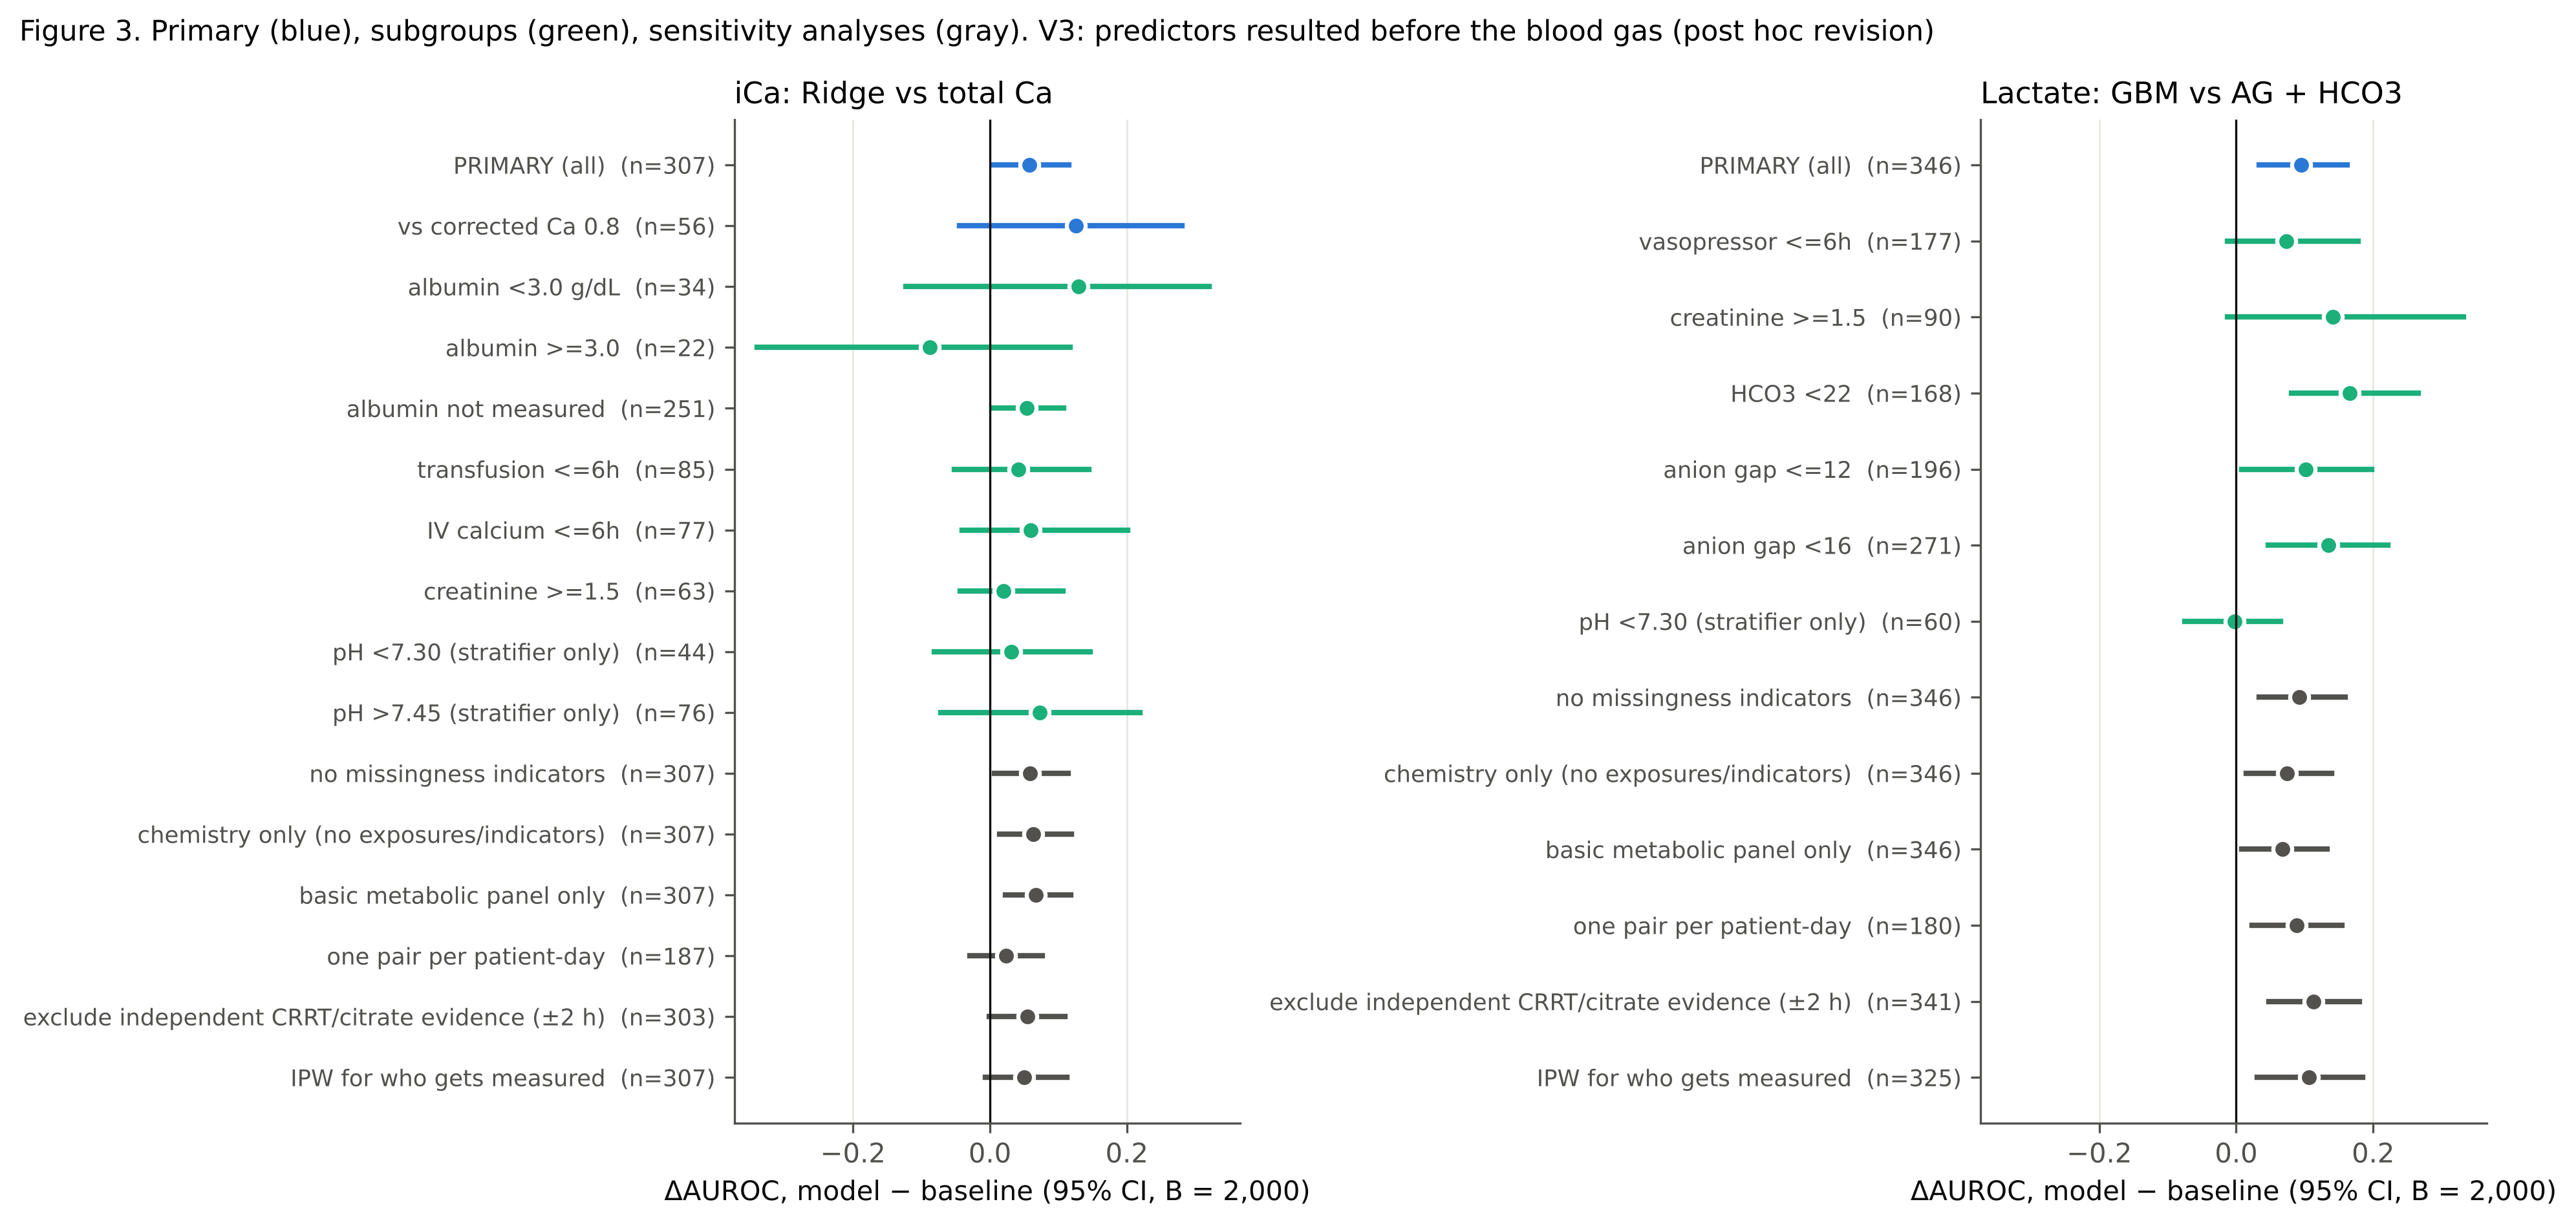 Figure 3. Primary (blue), subgroups (green), sensitivity analyses (gray). V3: predictors resulted before the blood gas (post hoc revision)
iCa: Ridge vs total Ca
PRIMARY (all) (n=307)
vs corrected Ca 0.8 (n=56)
albumin <3.0 g/dL (n=34)
albumin >=3.0 (n=22)
albumin not measured (n=251)
transfusion <=6h (n=85)
IV calcium <=6h (n=77)
creatinine >=1.5 (n=63)
pH <7.30 (stratifier only) (n=44)
pH >7.45 (stratifier only) (n=76)
no missingness indicators (n=307)
chemistry only (no exposures/indicators) (n=307)
basic metabolic panel only (n=307)
one pair per patient-day (n=187)
exclude independent CRRT/citrate evidence (±2 h) (n=303)
IPW for who gets measured (n=307)
−0.2 0.0 0.2
ΔAUROC, model − baseline (95% CI, B = 2,000)
Lactate: GBM vs AG + HCO3
PRIMARY (all) (n=346)
vasopressor <=6h (n=177)
creatinine >=1.5 (n=90)
HCO3 <22 (n=168)
anion gap <=12 (n=196)
anion gap <16 (n=271)
pH <7.30 (stratifier only) (n=60)
no missingness indicators (n=346)
chemistry only (no exposures/indicators) (n=346)
basic metabolic panel only (n=346)
one pair per patient-day (n=180)
exclude independent CRRT/citrate evidence (±2 h) (n=341)
IPW for who gets measured (n=325)
−0.2 0.0 0.2
ΔAUROC, model − baseline (95% CI, B = 2,000)